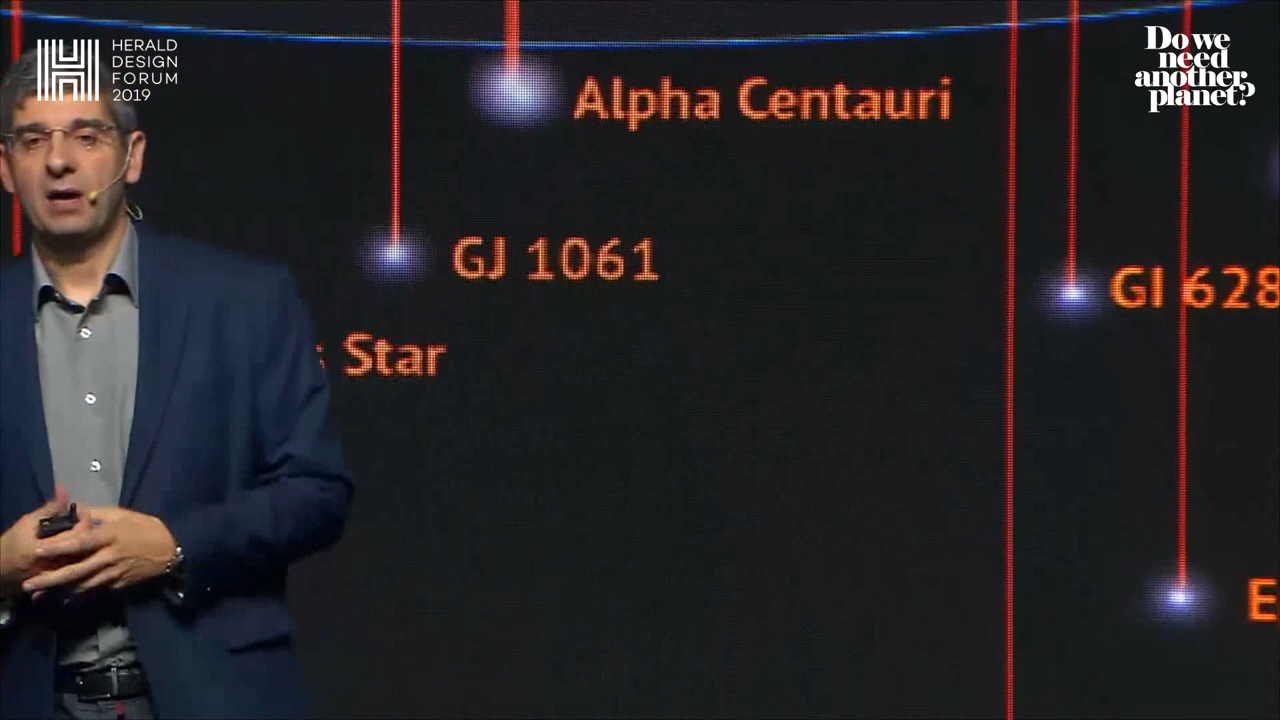 HERALD
DESIGN
FORUM
2019
Do we
need
another
planet?
Alpha Centauri
GJ 1061
Gl 628
Star